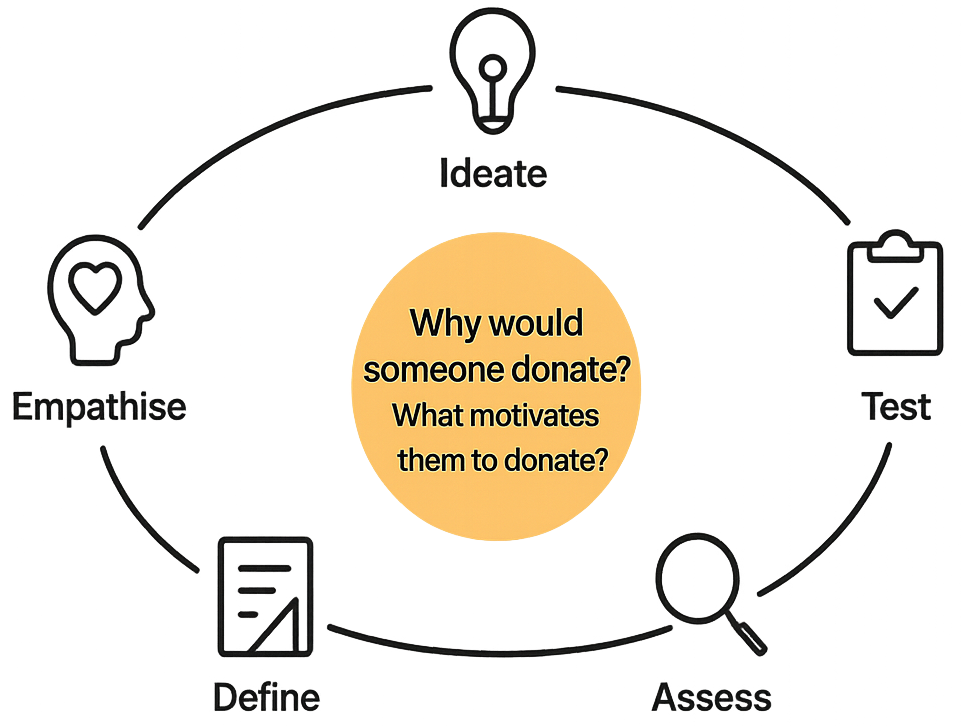 Ideate
Empathise
Test
Why would
someone donate?
What motivates
them to donate?
Define
Assess